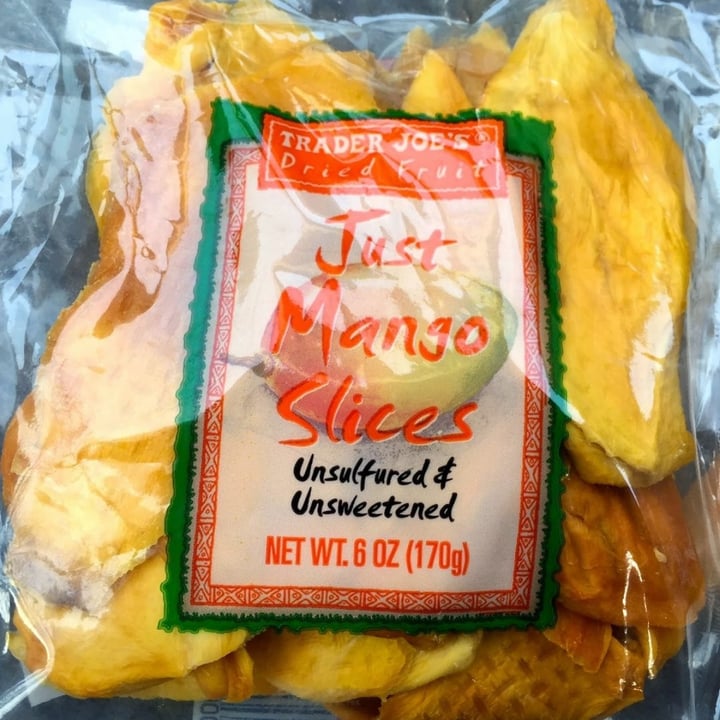 TRADER JOE'S®
Dried Fruit
Just
Mango
Slices
Unsulfured &
Unsweetened
NET WT. 6 OZ (170g)